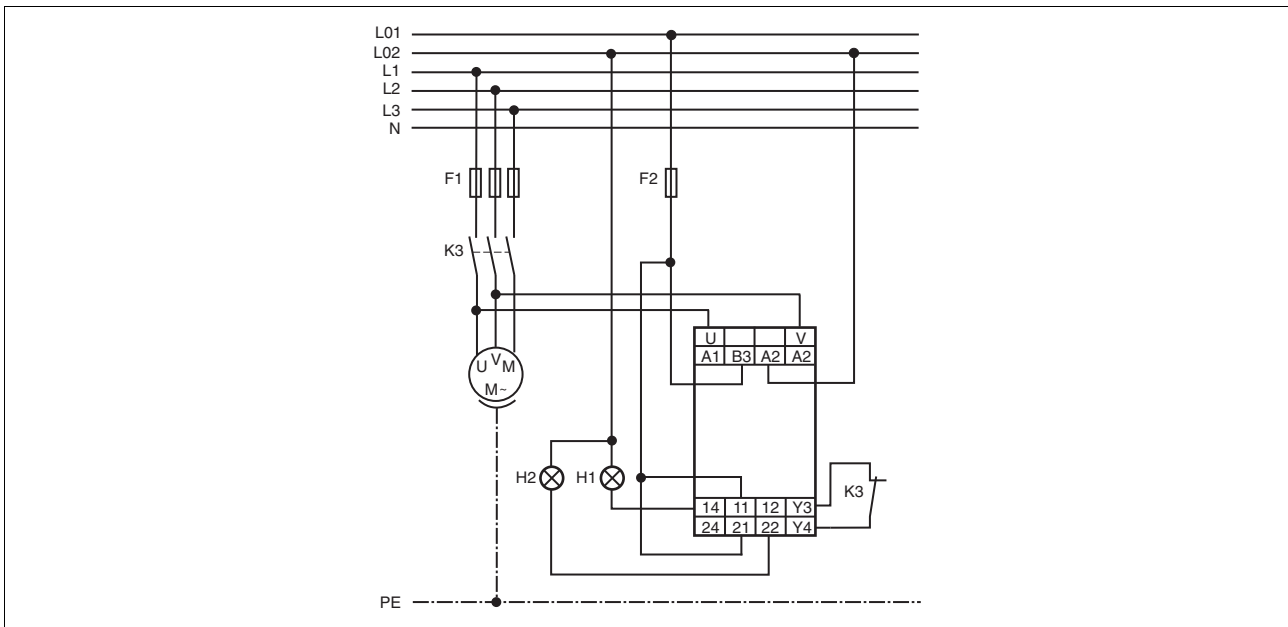 L01
L02
L1
L2
L3
N
F1
F2
K3
U V
A1 B3 A2 A2
U V M
M~
H2
H1
K3
14 11 12 Y3
24 21 22 Y4
PE